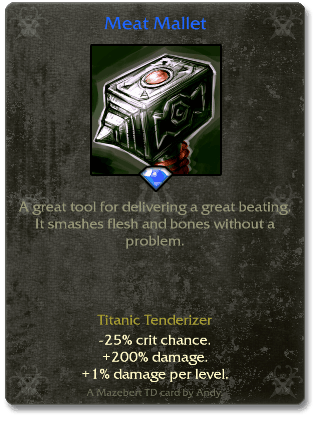 Meat Mallet
A great tool for delivering a great beating.
It smashes flesh and bones without a
problem.
Titanic Tenderizer
-25% crit chance.
+200% damage.
+1% damage per level.
A Mazebert TD card by Andy